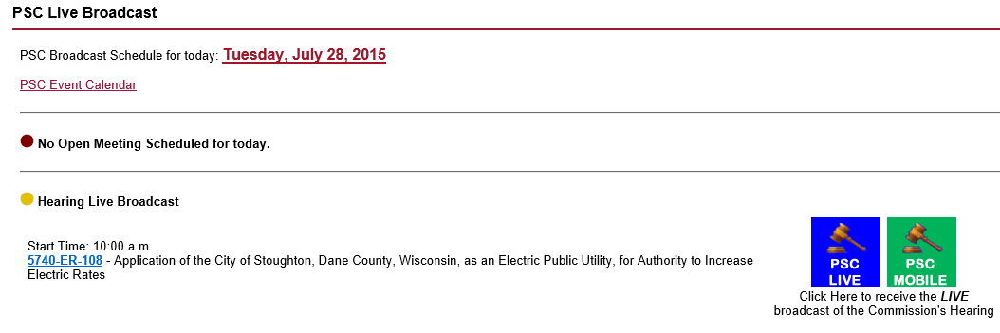 PSC Live Broadcast
PSC Broadcast Schedule for today: Tuesday, July 28, 2015
PSC Event Calendar
No Open Meeting Scheduled for today.
Hearing Live Broadcast
Start Time: 10:00 a.m.
5740-ER-108 - Application of the City of Stoughton, Dane County, Wisconsin, as an Electric Public Utility, for Authority to Increase
Electric Rates
PSC
LIVE
PSC
MOBILE
Click Here to receive the LIVE
broadcast of the Commission's Hearing